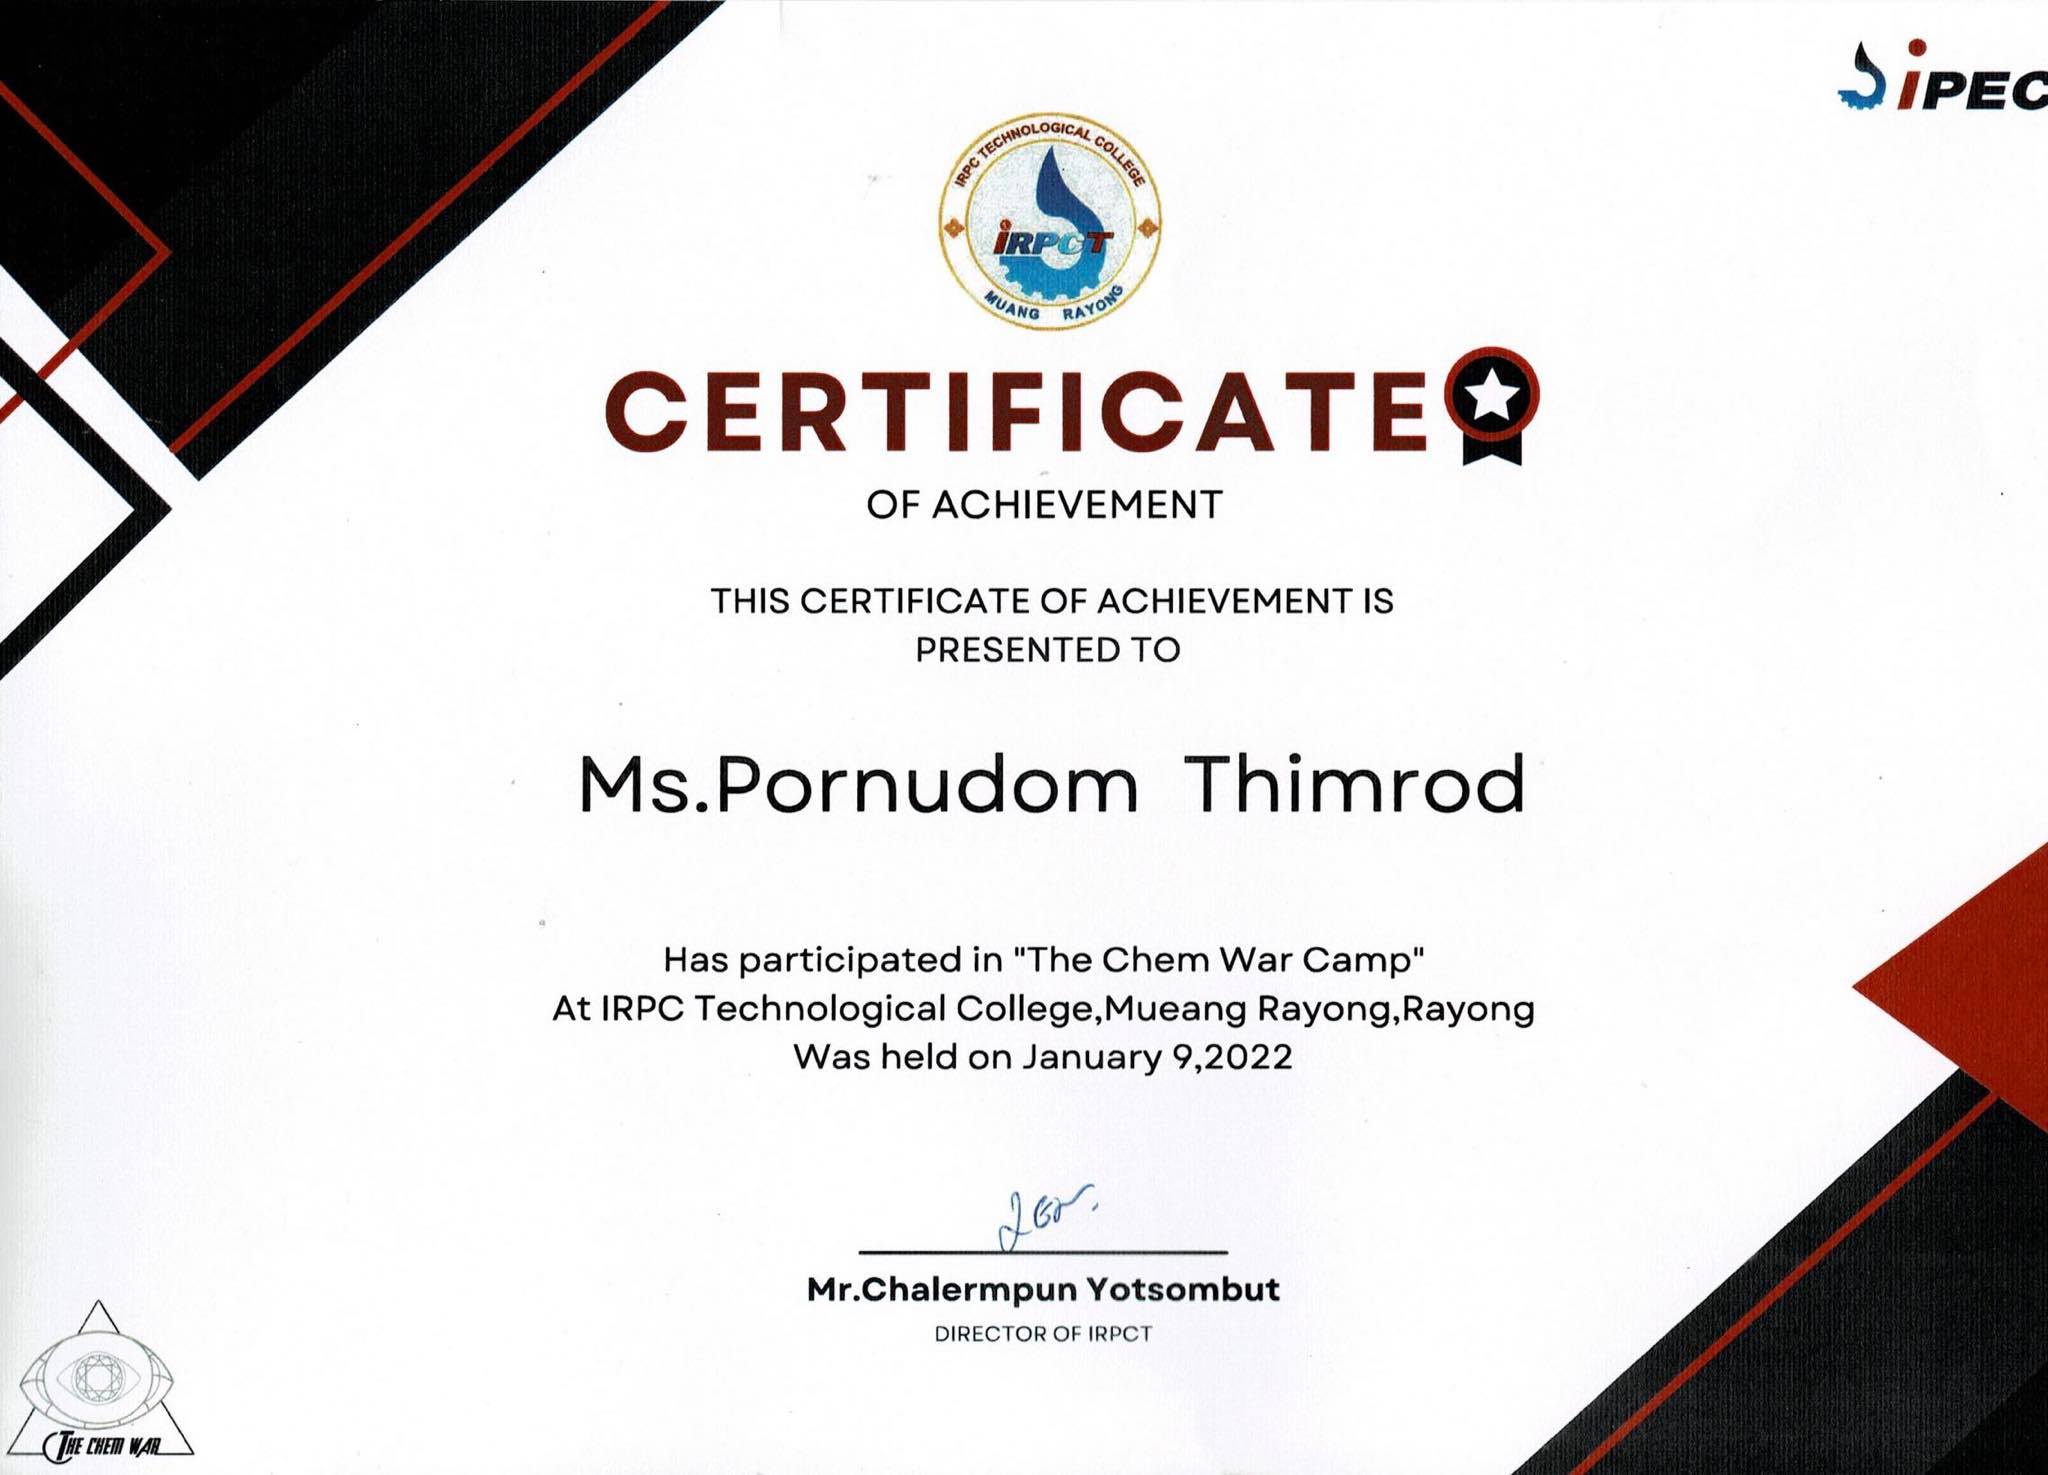 iPEC
IRPC TECHNOLOGICAL COLLEGE
iRPCT
MUANG RAYONG
CERTIFICATE
OF ACHIEVEMENT
THIS CERTIFICATE OF ACHIEVEMENT IS
PRESENTED TO
Ms.Pornudom Thimrod
Has participated in "The Chem War Camp"
At IRPC Technological College,Mueang Rayong,Rayong
Was held on January 9,2022
Mr.Chalermpun Yotsombut
DIRECTOR OF IRPCT
THE CHEM WAR